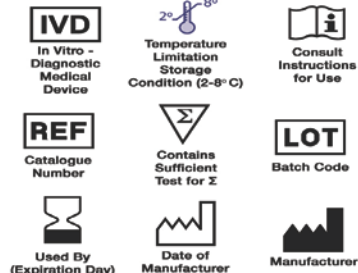 IVD
In Vitro -
Diagnostic
Medical
Device
2° 8°
Temperature
Limitation
Storage
Condition (2-8°C)
i
Consult
Instructions
for Use
REF
Catalogue
Number
Σ
Contains
Sufficient
Test for Σ
LOT
Batch Code
Used By
(Expiration Day)
Date of
Manufacturer
Manufacturer